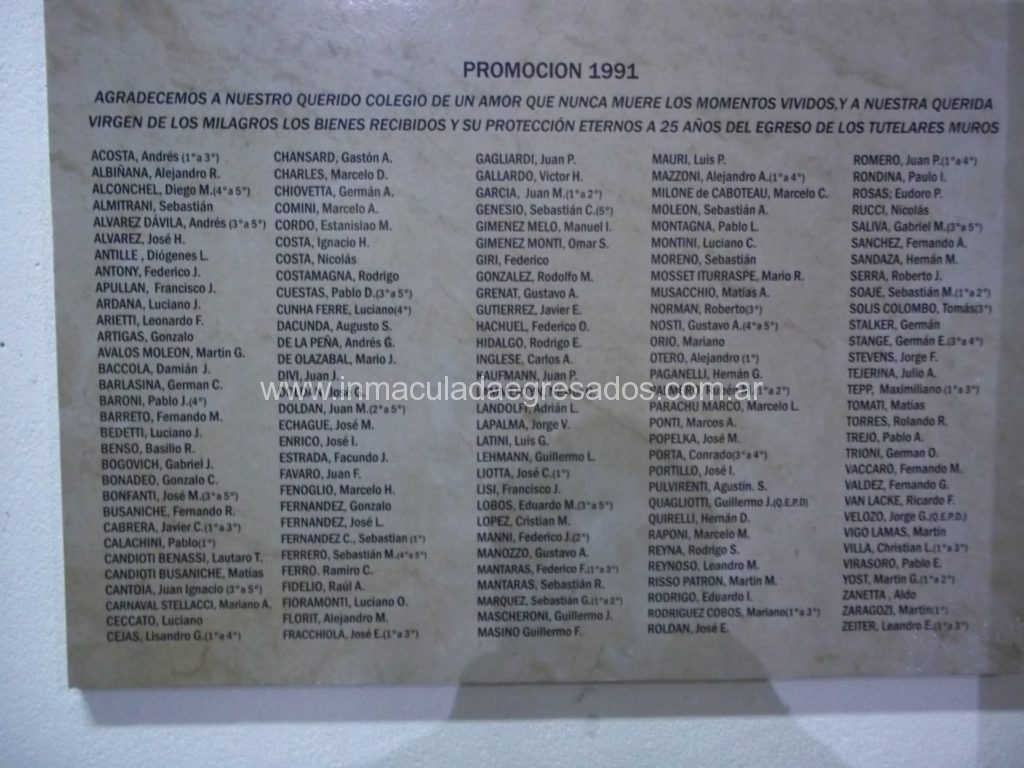 PROMOCION 1991
AGRADECEMOS A NUESTRO QUERIDO COLEGIO DE UN AMOR QUE NUNCA MUERE LOS MOMENTOS VIVIDOS,Y A NUESTRA QUERIDA
VIRGEN DE LOS MILAGROS LOS BIENES RECIBIDOS Y SU PROTECCIÓN ETERNOS A 25 AÑOS DEL EGRESO DE LOS TUTELARES MUROS
ACOSTA, Andrés (1°a 3°)
ALBIÑANA, Alejandro R.
ALCONCHEL, Diego M.(4°a 5°)
ALMITRANI, Sebastián
ALVAREZ DÁVILA, Andrés (3°a 5°)
ALVAREZ, José H.
ANTILLE , Diógenes L.
ANTONY, Federico J.
APULLAN, Francisco J.
ARDANA, Luciano J.
ARIETTI, Leonardo F.
ARTIGAS, Gonzalo
AVALOS MOLEON, Martin G.
BACCOLA, Damián J.
BARLASINA, German C.
BARONI, Pablo J.(4°)
BARRETO, Fernando M.
BEDETTI, Luciano J.
BENSO, Basilio R.
BOGOVICH, Gabriel J.
BONADEO, Gonzalo C.
BONFANTI, José M.(3°a 5°)
BUSANICHE, Fernando R.
CABRERA, Javier C.(1°a 3°)
CALACHINI, Pablo(1°)
CANDIOTI BENASSI, Lautaro T.
CANDIOTI BUSANICHE, Matías
CANTOIA, Juan Ignacio (3°a 5°)
CARNAVAL STELLACCI, Mariano A.
CECCATO, Luciano
CEJAS, Lisandro G.(1°a 4°)
CHANSARD, Gastón A.
CHARLES, Marcelo D.
CHIOVETTA, Germán A.
COMINI, Marcelo A.
CORDO, Estanislao M.
COSTA, Ignacio H.
COSTA, Nicolás
COSTAMAGNA, Rodrigo
CUESTAS, Pablo D.(3°a 5°)
CUNHA FERRE, Luciano(4°)
DACUNDA, Augusto S.
DE LA PEÑA, Andrés G.
DE OLAZABAL, Mario J.
DIVI, Juan J.
DOLDAN, Juan M.(2°a 5°)
ECHAGUE, José M.
ENRICO, José I.
ESTRADA, Facundo J.
FAVARO, Juan F.
FENOGLIO, Marcelo H.
FERNANDEZ, Gonzalo
FERNANDEZ, José L.
FERNANDEZ C., Sebastian (1°)
FERRERO, Sebastián M.(4°a 5°)
FERRO. Ramiro C.
FIDELIO, Raúl A.
FIORAMONTI, Luciano O.
FLORIT, Alejandro M.
FRACCHIOLA, José E.(1°a 3°)
GAGLIARDI, Juan P.
GALLARDO, Victor H.
GARCIA, Juan M.(1°a 2°)
GENESIO, Sebastián C.(5°)
GIMENEZ MELO, Manuel I.
GIMENEZ MONTI, Omar S.
GIRI, Federico
GONZALEZ, Rodolfo M.
GRENAT, Gustavo A.
GUTIERREZ, Javier E.
HACHUEL, Federico O.
HIDALGO, Rodrigo E.
INGLESE, Carlos A.
KAUFMANN, Juan P.
LANDOLFI, Adrián L.
LAPALMA, Jorge V.
LATINI, Luis G.
LEHMANN, Guillermo L.
LIOTTA, José C.(1°)
LISI, Francisco J.
LOBOS, Eduardo M.(3°a 5°)
LOPEZ, Cristian M.
MANNI, Federico J.(2°)
MANOZZO, Gustavo A.
MANTARAS, Federico F.(1°a 3°)
MANTARAS, Sebastián R.
MARQUEZ, Sebastián G.(1°a 2°)
MASCHERONI, Guillermo J.
MASINO Guillermo F.
MAURI, Luis P.
MAZZONI, Alejandro A.(1°a 4°)
MILONE de CABOTEAU, Marcelo C.
MOLEON, Sebastián A.
MONTAGNA, Pablo L.
MONTINI, Luciano C.
MORENO, Sebastián
MOSSET ITURRASPE, Mario R.
MUSACCHIO, Matías A.
NORMAN, Roberto(3°)
NOSTI, Gustavo A.(4°a 5°)
ORIO, Mariano
OTERO, Alejandro (1°)
PAGANELLI, Hernán G.
PARACHU MARCO, Marcelo L.
PONTI, Marcos A.
POPELKA, José M.
PORTA, Conrado(3°a 4°)
PORTILLO, José I.
PULVIRENTI, Agustín. S.
QUAGLIOTTI, Guillermo J.(Q.E.P.D)
QUIRELLI, Hernán D.
RAPONI, Marcelo M.
REYNA, Rodrigo S.
REYNOSO, Leandro M.
RISSO PATRON, Martin M.
RODRIGO, Eduardo I.
RODRIGUEZ COBOS, Mariano(1°a 3°)
ROLDAN, José E.
ROMERO, Juan P.(1°a 4°)
RONDINA, Paulo I.
ROSAS; Eudoro P.
RUCCI, Nicolás
SALIVA, Gabriel M.(3°a 5°)
SANCHEZ, Fernando A.
SANDAZA, Hernán M.
SERRA, Roberto J.
SOAJE, Sebastián M.(1°a 2°)
SOLIS COLOMBO, Tomás(3°)
STALKER, Germán
STANGE, Germán E.(3°a 4°)
STEVENS, Jorge F.
TEJERINA, Julio A.
TEPP, Maximiliano (1°a 3°)
TOMATI, Matías
TORRES, Rolando R.
TREJO, Pablo A.
TRIONI, German O.
VACCARO, Fernando M.
VALDEZ, Fernando G.
VAN LACKE, Ricardo F.
VELOZO, Jorge G.(Q.E.P.D.)
VIGO LAMAS, Martin
VILLA, Christian L.(1°a 3°)
VIRASORO, Pablo E.
YOST, Martin G.(1°a 2°)
ZANETTA , Aldo
ZARAGOZI, Martin(1°)
ZEITER, Leandro E.(1°a 3°)
www.inmaculadaegresados.com.ar